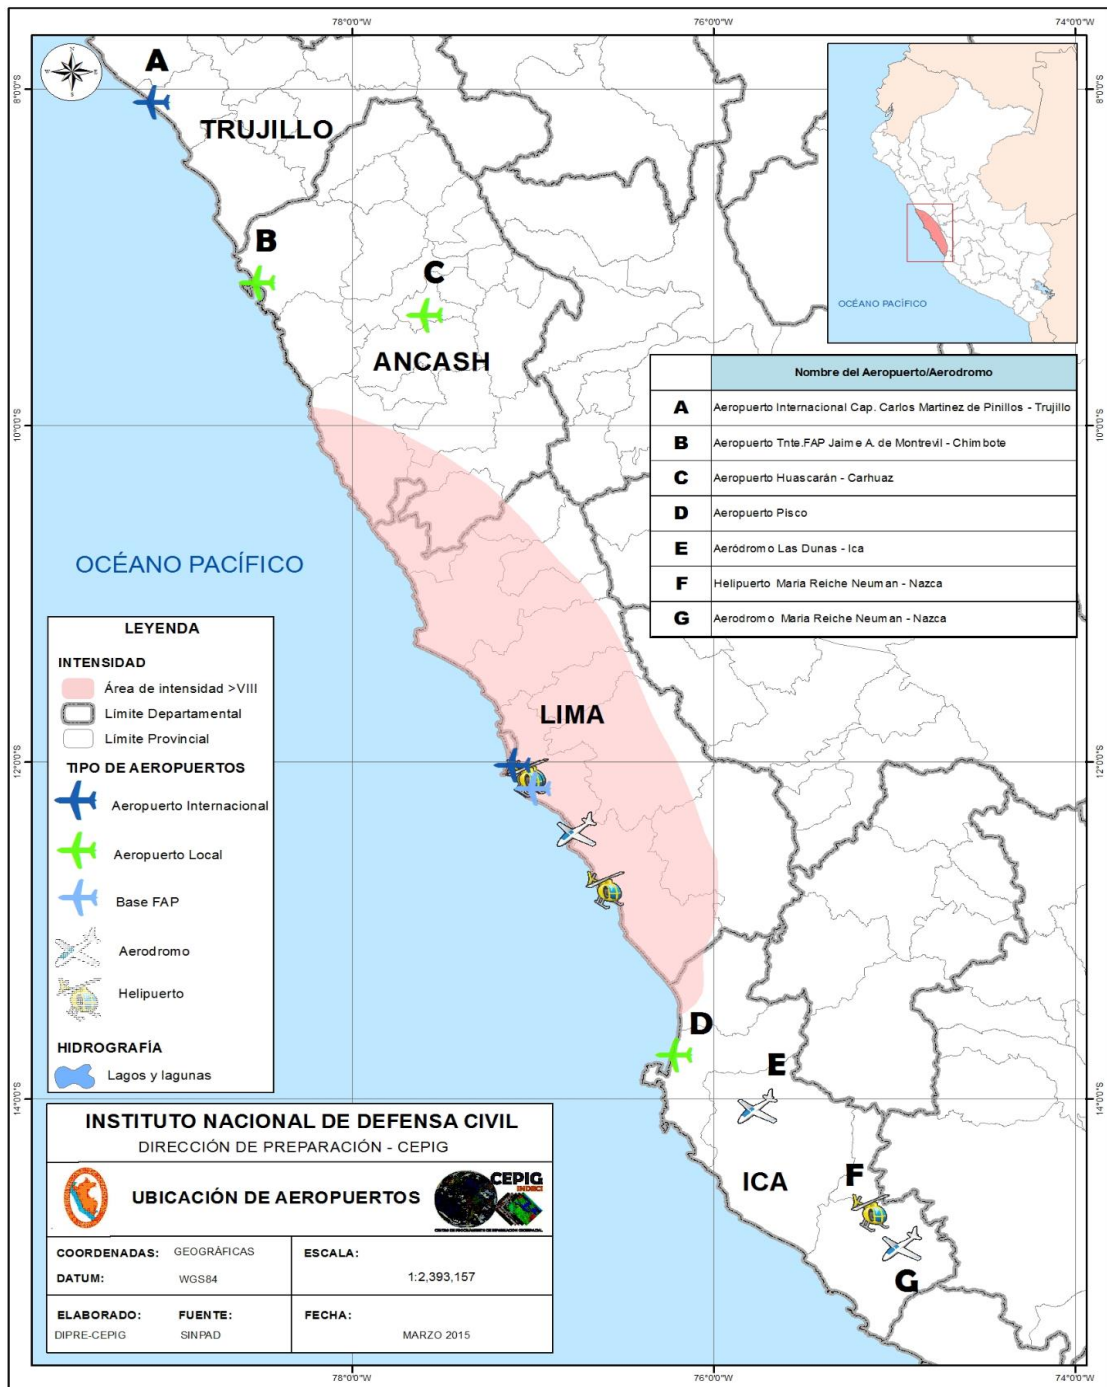 78°0'0"W
76°0'0"W
74°0'0"W
8°0'0"S
8°0'0"S
A
TRUJILLO
B
C
ANCASH
OCÉANO PACÍFICO
Nombre del Aeropuerto/Aerodromo
A Aeropuerto Internacional Cap. Carlos Martinez de Pinillos - Trujillo
B Aeropuerto Tnte.FAP Jaime A. de Montrevil - Chimbote
C Aeropuerto Huascarán - Carhuaz
D Aeropuerto Pisco
E Aeródromo Las Dunas - Ica
F Helipuerto Maria Reiche Neuman - Nazca
G Aerodromo Maria Reiche Neuman - Nazca
10°0'0"S
10°0'0"S
OCÉANO PACÍFICO
LIMA
12°0'0"S
12°0'0"S
LEYENDA
INTENSIDAD
Área de intensidad >VIII
Límite Departamental
Límite Provincial
TIPO DE AEROPUERTOS
Aeropuerto Internacional
Aeropuerto Local
Base FAP
Aerodromo
Helipuerto
HIDROGRAFÍA
Lagos y lagunas
D
E
14°0'0"S
14°0'0"S
ICA
F
G
INSTITUTO NACIONAL DE DEFENSA CIVIL
DIRECCIÓN DE PREPARACIÓN - CEPIG
UBICACIÓN DE AEROPUERTOS
CEPIG
INDECI
COORDENADAS: GEOGRÁFICAS
DATUM: WGS84
ESCALA:
1:2,393,157
ELABORADO: FUENTE:
DIPRE-CEPIG SINPAD
FECHA:
MARZO 2015
78°0'0"W
76°0'0"W
74°0'0"W